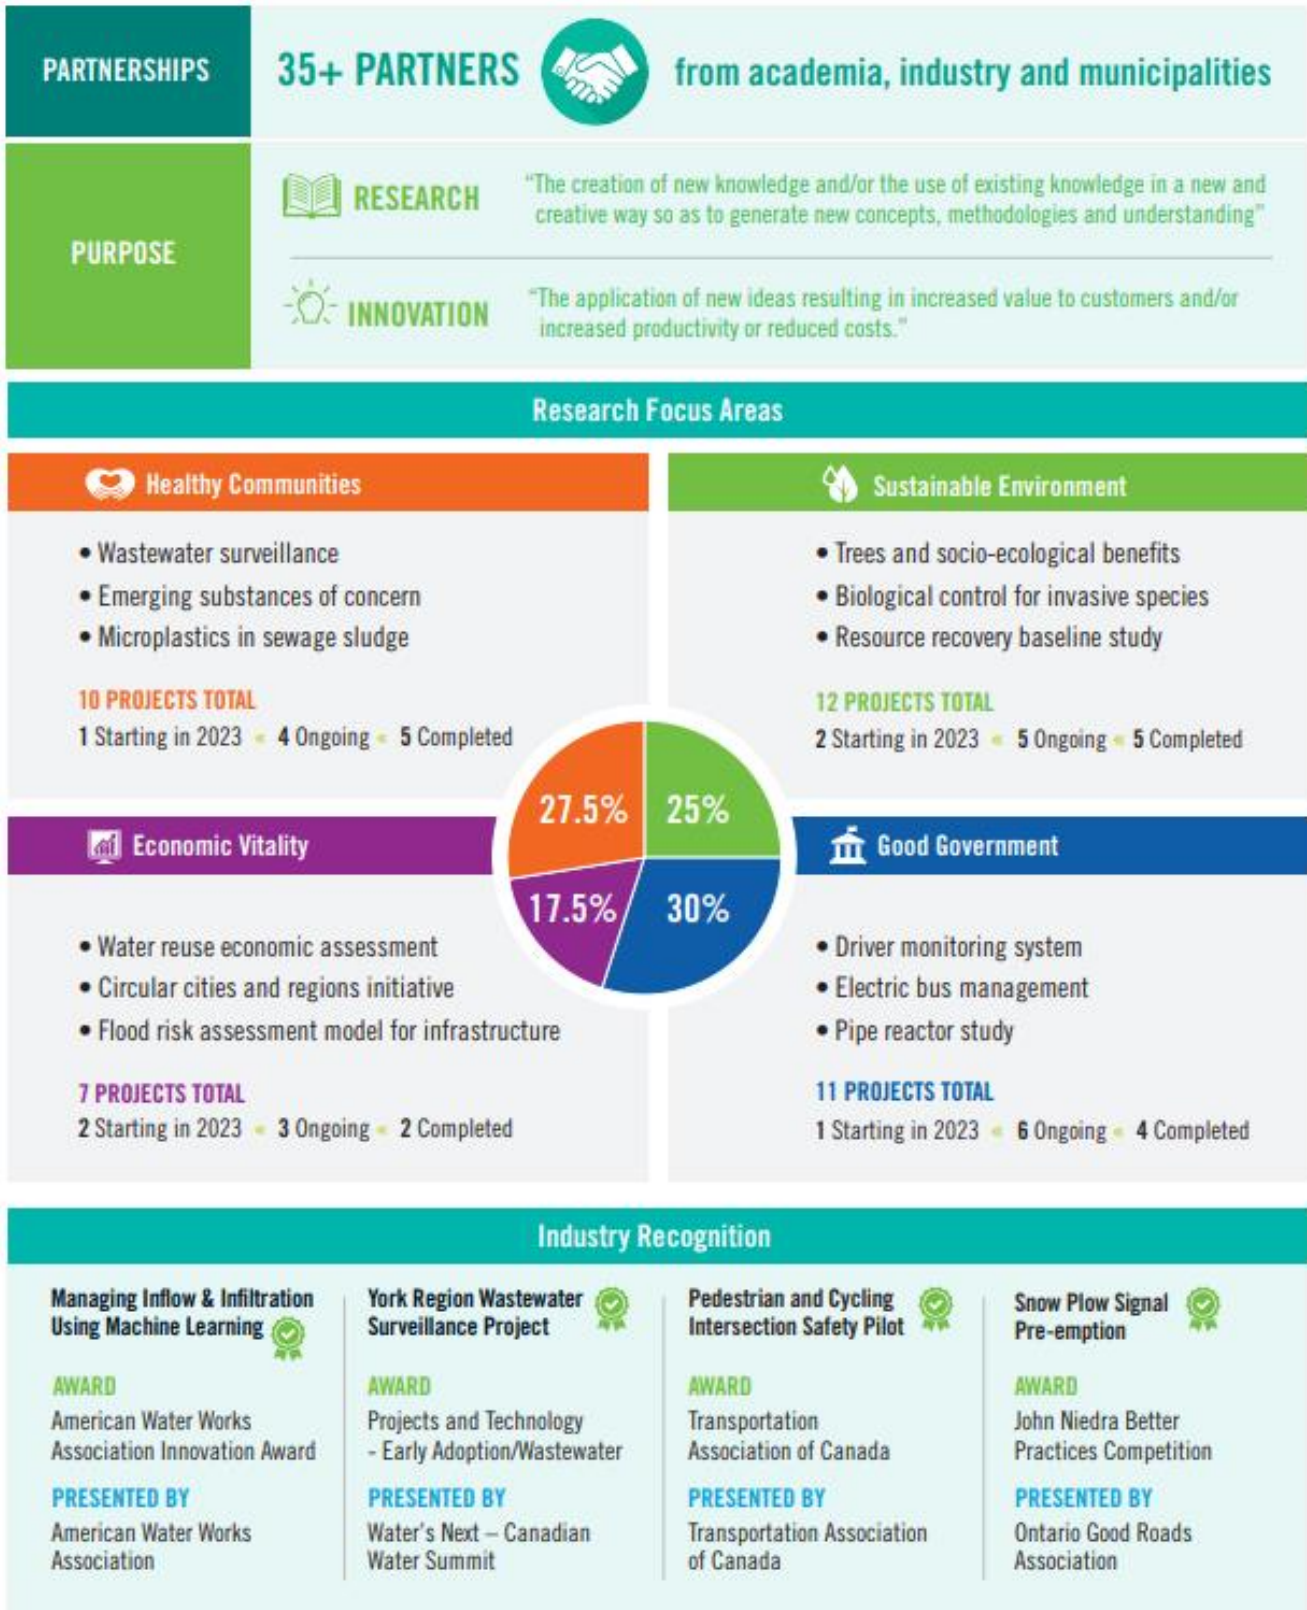 PARTNERSHIPS
35+ PARTNERS
from academia, industry and municipalities
PURPOSE
RESEARCH
"The creation of new knowledge and/or the use of existing knowledge in a new and
creative way so as to generate new concepts, methodologies and understanding"
INNOVATION
"The application of new ideas resulting in increased value to customers and/or
increased productivity or reduced costs."
Research Focus Areas
Healthy Communities
• Wastewater surveillance
• Emerging substances of concern
• Microplastics in sewage sludge
10 PROJECTS TOTAL
1 Starting in 2023 « 4 Ongoing « 5 Completed
Sustainable Environment
• Trees and socio-ecological benefits
• Biological control for invasive species
• Resource recovery baseline study
12 PROJECTS TOTAL
2 Starting in 2023 « 5 Ongoing « 5 Completed
27.5%
25%
17.5%
30%
Economic Vitality
• Water reuse economic assessment
• Circular cities and regions initiative
• Flood risk assessment model for infrastructure
7 PROJECTS TOTAL
2 Starting in 2023 « 3 Ongoing « 2 Completed
Good Government
• Driver monitoring system
• Electric bus management
• Pipe reactor study
11 PROJECTS TOTAL
1 Starting in 2023 « 6 Ongoing « 4 Completed
Industry Recognition
Managing Inflow & Infiltration
Using Machine Learning
AWARD
American Water Works
Association Innovation Award
PRESENTED BY
American Water Works
Association
York Region Wastewater
Surveillance Project
AWARD
Projects and Technology
- Early Adoption/Wastewater
PRESENTED BY
Water's Next – Canadian
Water Summit
Pedestrian and Cycling
Intersection Safety Pilot
AWARD
Transportation
Association of Canada
PRESENTED BY
Transportation Association
of Canada
Snow Plow Signal
Pre-emption
AWARD
John Niedra Better
Practices Competition
PRESENTED BY
Ontario Good Roads
Association